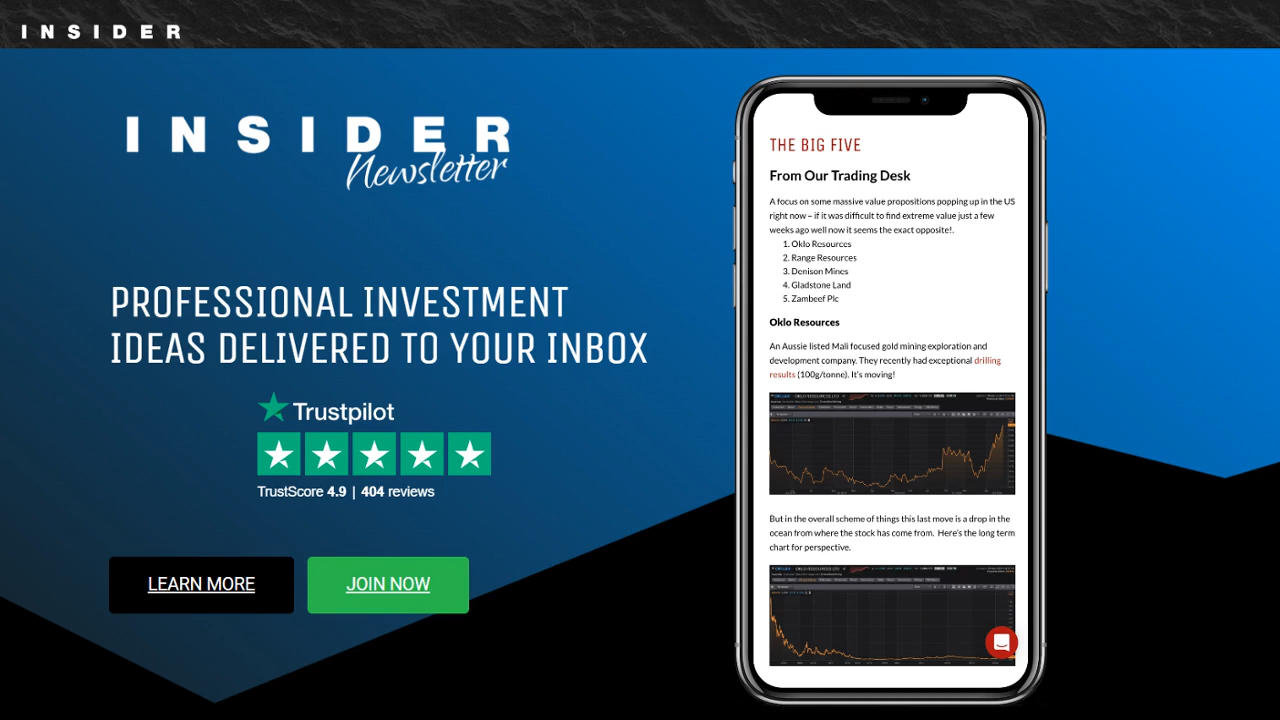 INSIDER
INSIDER
Newsletter
PROFESSIONAL INVESTMENT
IDEAS DELIVERED TO YOUR INBOX
Trustpilot
TrustScore 4.9 | 404 reviews
LEARN MORE
JOIN NOW
THE BIG FIVE
From Our Trading Desk
A focus on some massive value propositions popping up in the US
right now – if it was difficult to find extreme value just a few
weeks ago well now it seems the exact opposite!.
1. Oklo Resources
2. Range Resources
3. Denison Mines
4. Gladstone Land
5. Zambeef Plc
Oklo Resources
An Aussie listed Mali focused gold mining exploration and
development company. They recently had exceptional drilling
results (100g/tonne). It's moving!
But in the overall scheme of things this last move is a drop in the
ocean from where the stock has come from. Here's the long term
chart for perspective.